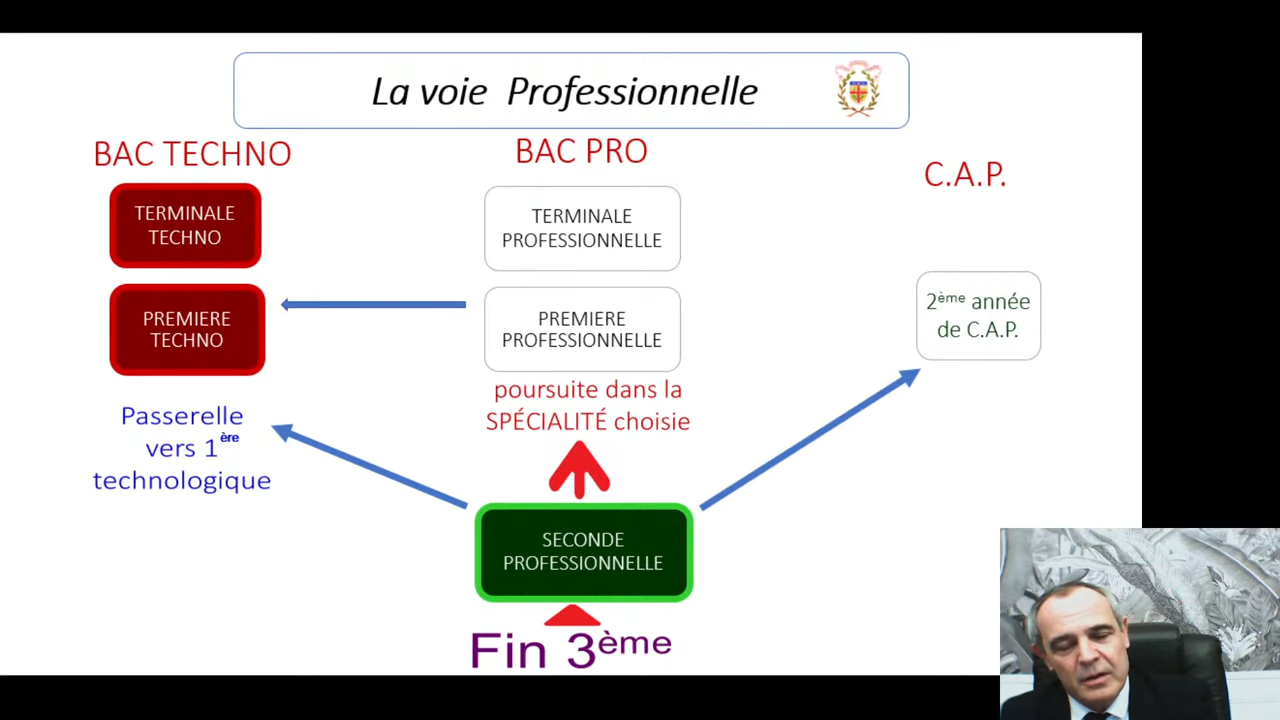 La voie Professionnelle
BAC TECHNO
BAC PRO
C.A.P.
TERMINALE
TECHNO
TERMINALE
PROFESSIONNELLE
PREMIERE
TECHNO
PREMIERE
PROFESSIONNELLE
2ème année
de C.A.P.
poursuite dans la
SPÉCIALITÉ choisie
Passerelle
vers 1ère
technologique
SECONDE
PROFESSIONNELLE
Fin 3ème